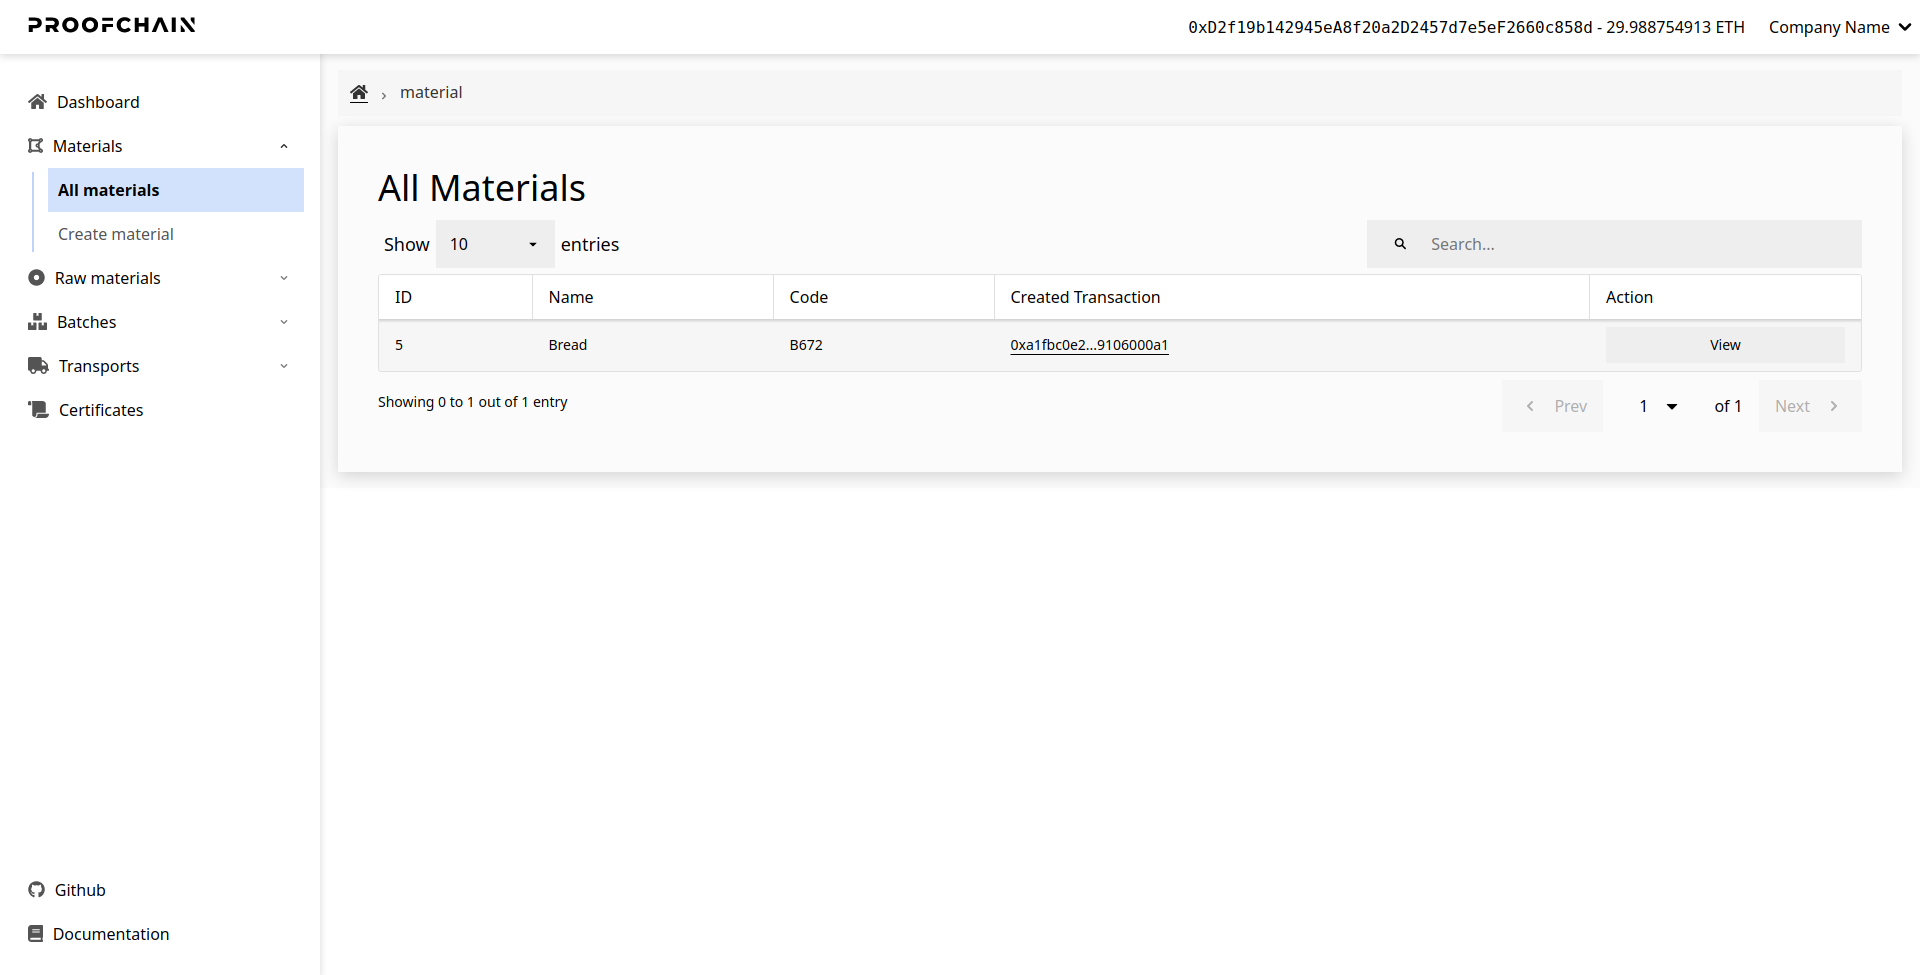 PROOFCHAIN
0xD2f19b142945eA8f20a2D2457d7e5eF2660c858d - 29.988754913 ETH Company Name
Dashboard
Materials
All materials
Create material
Raw materials
Batches
Transports
Certificates
Github
Documentation
› material
All Materials
Show 10 entries
Search...
ID Name Code Created Transaction Action
5 Bread B672 0xa1fbc0e2...9106000a1 View
Showing 0 to 1 out of 1 entry
Prev 1 of 1 Next